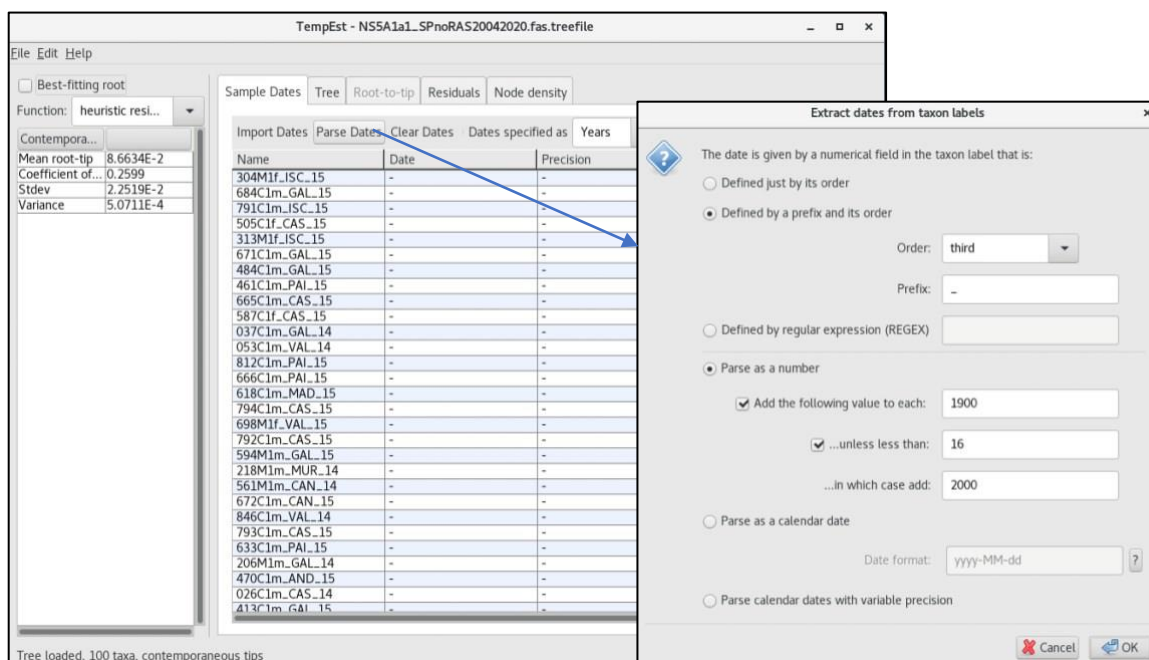 TempEst - NS5A1a1_SPnoRAS20042020.fas.treefile
File Edit Help
Best-fitting root
Function: heuristic resi...
Contempora...
Mean root-tip 8.6634E-2
Coefficient of... 0.2599
Stdev 2.2519E-2
Variance 5.0711E-4
Sample Dates Tree Root-to-tip Residuals Node density
Import Dates Parse Dates Clear Dates Dates specified as Years
Name Date Precision
304M1f_ISC_15 - -
684C1m_GAL_15 - -
791C1m_ISC_15 - -
505C1f_CAS_15 - -
313M1f_ISC_15 - -
671C1m_GAL_15 - -
484C1m_GAL_15 - -
461C1m_PAI_15 - -
665C1m_CAS_15 - -
587C1f_CAS_15 - -
037C1m_GAL_14 - -
053C1m_VAL_14 - -
812C1m_PAI_15 - -
666C1m_PAI_15 - -
618C1m_MAD_15 - -
794C1m_CAS_15 - -
698M1f_VAL_15 - -
792C1m_CAS_15 - -
594M1m_GAL_15 - -
218M1m_MUR_14 - -
561M1m_CAN_14 - -
672C1m_CAN_15 - -
846C1m_VAL_14 - -
793C1m_CAS_15 - -
633C1m_PAI_15 - -
206M1m_GAL_14 - -
470C1m_AND_15 - -
026C1m_CAS_14 - -
413C1m_GAL_15 - -
Tree loaded, 100 taxa, contemporaneous tips
Extract dates from taxon labels
The date is given by a numerical field in the taxon label that is:
Defined just by its order
Defined by a prefix and its order
Order: third
Prefix: _
Defined by regular expression (REGEX)
Parse as a number
Add the following value to each: 1900
...unless less than: 16
...in which case add: 2000
Parse as a calendar date
Date format: yyyy-MM-dd ?
Parse calendar dates with variable precision
Cancel OK